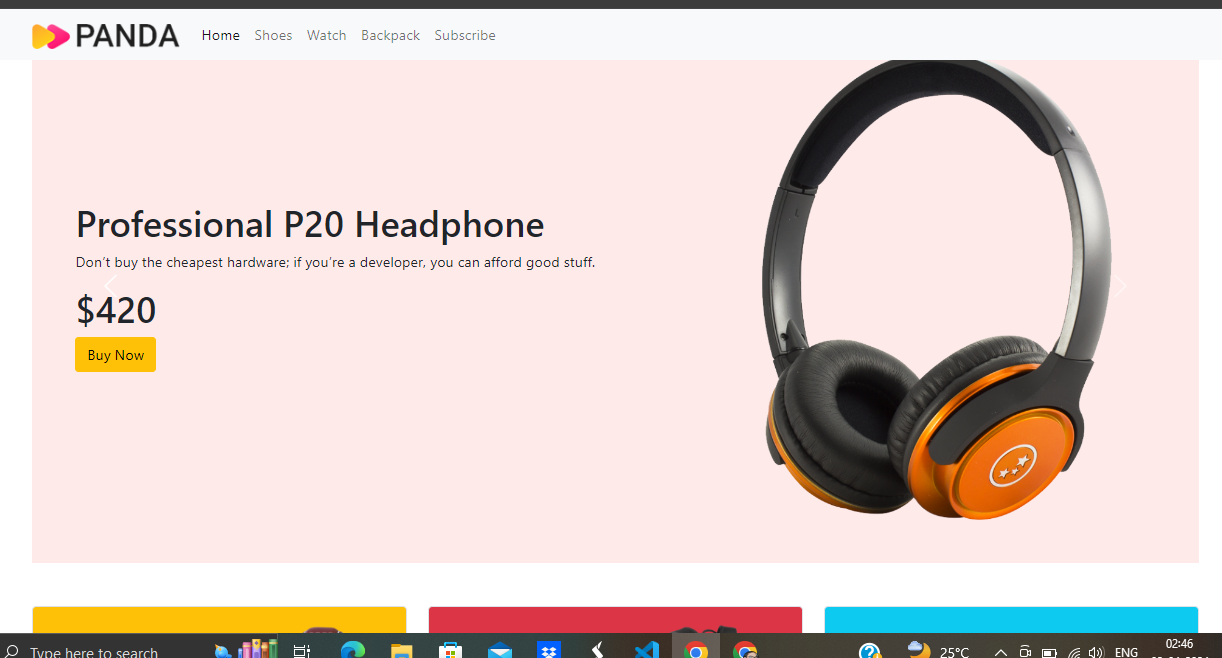 PANDA Home Shoes Watch Backpack Subscribe
Professional P20 Headphone
Don't buy the cheapest hardware; if you're a developer, you can afford good stuff.
$420
Buy Now
Type here to search
25°C ENG 02:46